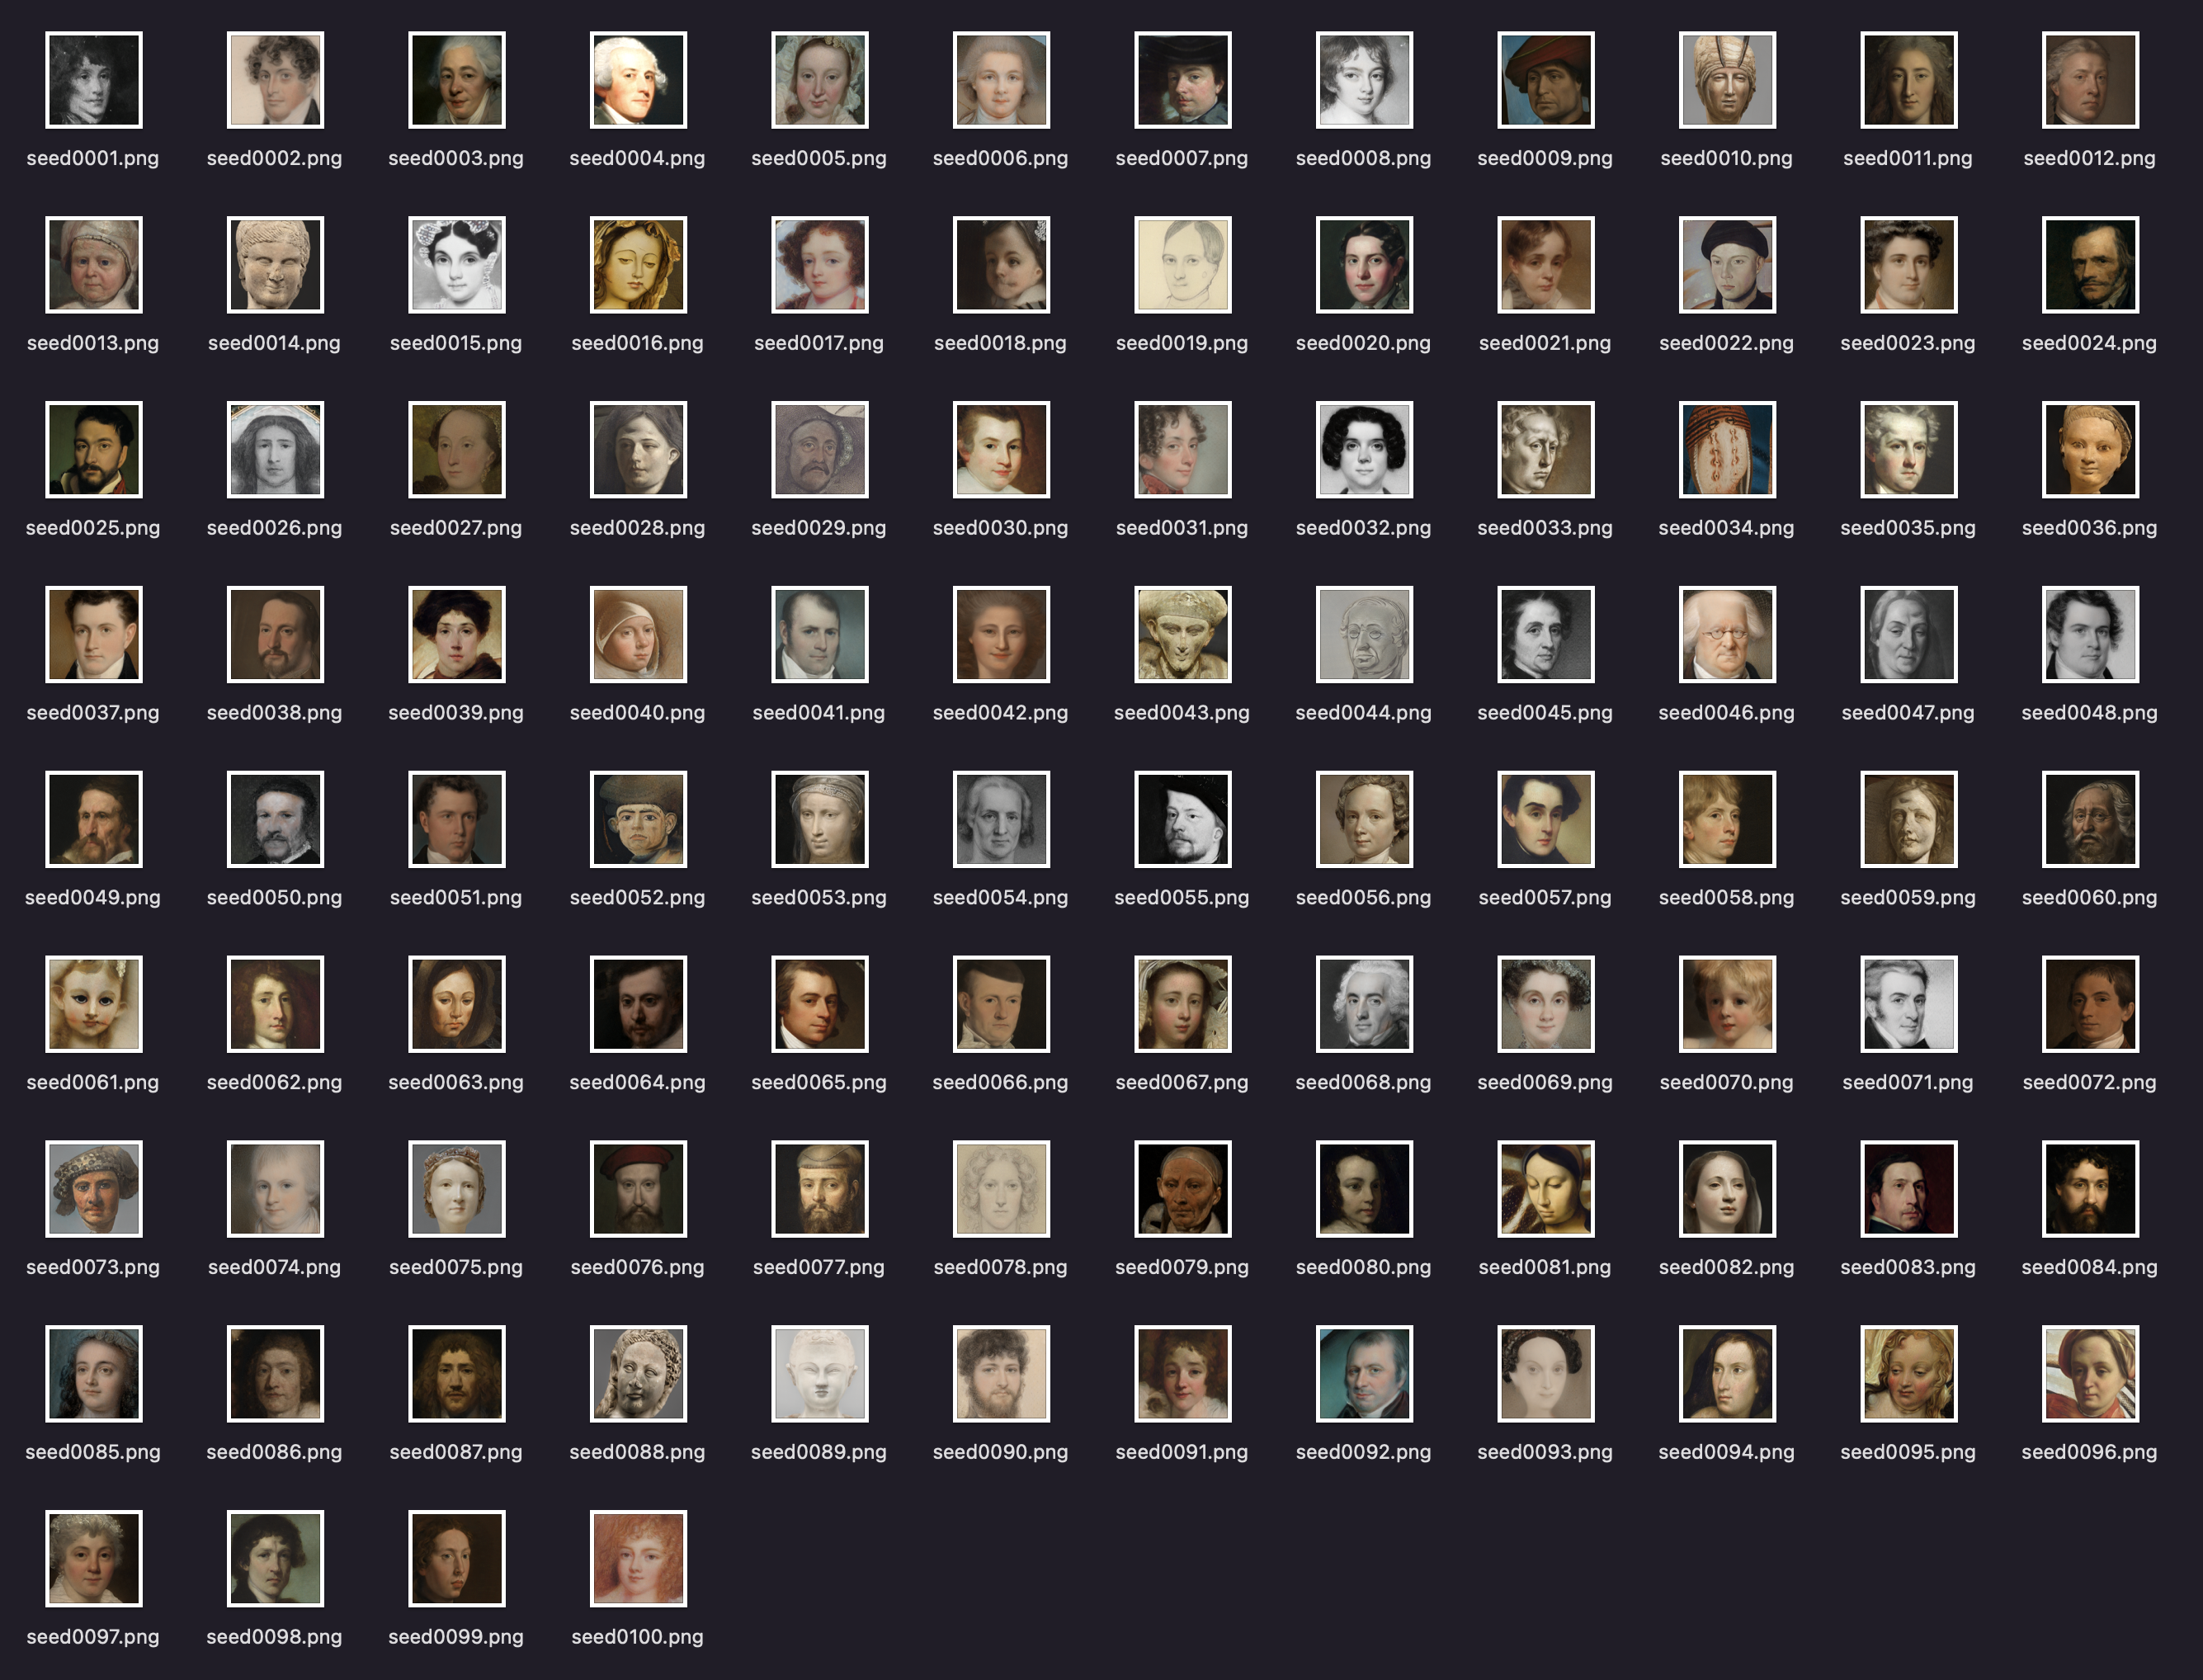 seed0001.png seed0002.png seed0003.png seed0004.png seed0005.png seed0006.png seed0007.png seed0008.png seed0009.png seed0010.png seed0011.png seed0012.png
seed0013.png seed0014.png seed0015.png seed0016.png seed0017.png seed0018.png seed0019.png seed0020.png seed0021.png seed0022.png seed0023.png seed0024.png
seed0025.png seed0026.png seed0027.png seed0028.png seed0029.png seed0030.png seed0031.png seed0032.png seed0033.png seed0034.png seed0035.png seed0036.png
seed0037.png seed0038.png seed0039.png seed0040.png seed0041.png seed0042.png seed0043.png seed0044.png seed0045.png seed0046.png seed0047.png seed0048.png
seed0049.png seed0050.png seed0051.png seed0052.png seed0053.png seed0054.png seed0055.png seed0056.png seed0057.png seed0058.png seed0059.png seed0060.png
seed0061.png seed0062.png seed0063.png seed0064.png seed0065.png seed0066.png seed0067.png seed0068.png seed0069.png seed0070.png seed0071.png seed0072.png
seed0073.png seed0074.png seed0075.png seed0076.png seed0077.png seed0078.png seed0079.png seed0080.png seed0081.png seed0082.png seed0083.png seed0084.png
seed0085.png seed0086.png seed0087.png seed0088.png seed0089.png seed0090.png seed0091.png seed0092.png seed0093.png seed0094.png seed0095.png seed0096.png
seed0097.png seed0098.png seed0099.png seed0100.png